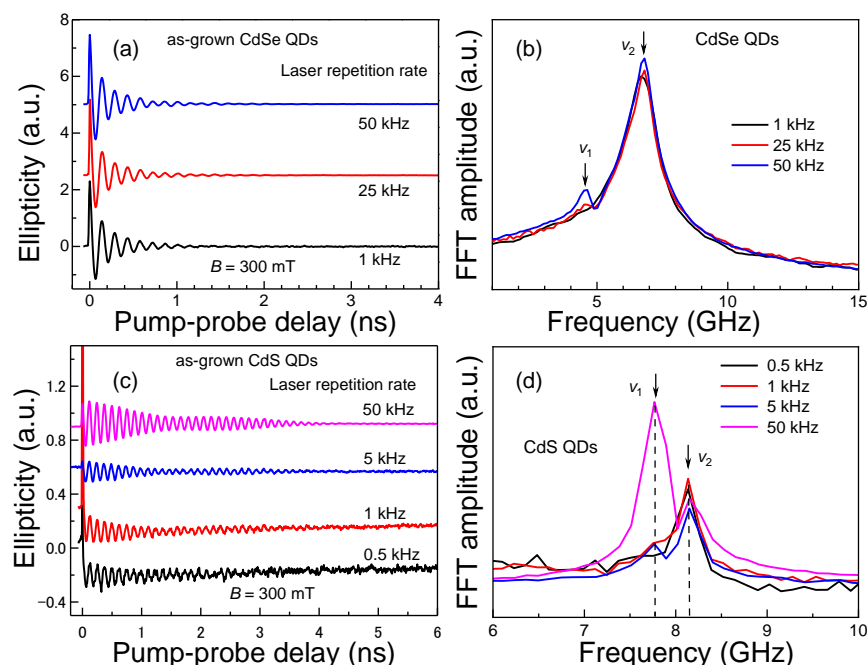 (a)
as-grown CdSe QDs
Laser repetition rate
50 kHz
25 kHz
1 kHz
B = 300 mT
Ellipticity (a.u.)
8
6
4
2
0
0
1
2
3
4
Pump-probe delay (ns)
(b)
CdSe QDs
ν2
ν1
1 kHz
25 kHz
50 kHz
FFT amplitude (a.u.)
5
10
15
Frequency (GHz)
(c)
as-grown CdS QDs
Laser repetition rate
50 kHz
5 kHz
1 kHz
0.5 kHz
B = 300 mT
Ellipticity (a.u.)
1.2
0.8
0.4
0.0
−0.4
0
1
2
3
4
5
6
Pump-probe delay (ns)
(d)
ν1
0.5 kHz
1 kHz
5 kHz
50 kHz
CdS QDs
ν2
FFT amplitude (a.u.)
6
7
8
9
10
Frequency (GHz)